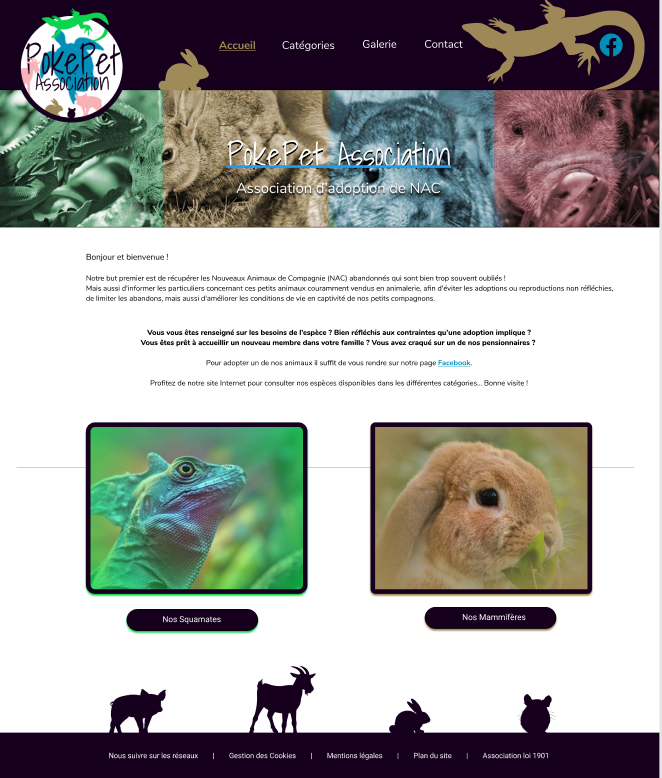 PokePet
Association
Accueil
Catégories
Galerie
Contact
PokePet Association
Association d'adoption de NAC
Bonjour et bienvenue !
Notre but premier est de récupérer les Nouveaux Animaux de Compagnie (NAC) abandonnés qui sont bien trop souvent oubliés !
Mais aussi d'informer les particuliers concernant ces petits animaux couramment vendus en animalerie, afin d'éviter les adoptions ou reproductions non réfléchies,
de limiter les abandons, mais aussi d'améliorer les conditions de vie en captivité de nos petits compagnons.
Vous vous êtes renseigné sur les besoins de l'espèce ? Bien réfléchis aux contraintes qu'une adoption implique ?
Vous êtes prêt à accueillir un nouveau membre dans votre famille ? Vous avez craqué sur un de nos pensionnaires ?
Pour adopter un de nos animaux il suffit de vous rendre sur notre page Facebook.
Profitez de notre site Internet pour consulter nos espèces disponibles dans les différentes catégories... Bonne visite !
Nos Squamates
Nos Mammifères
Nous suivre sur les réseaux | Gestion des Cookies | Mentions légales | Plan du site | Association loi 1901